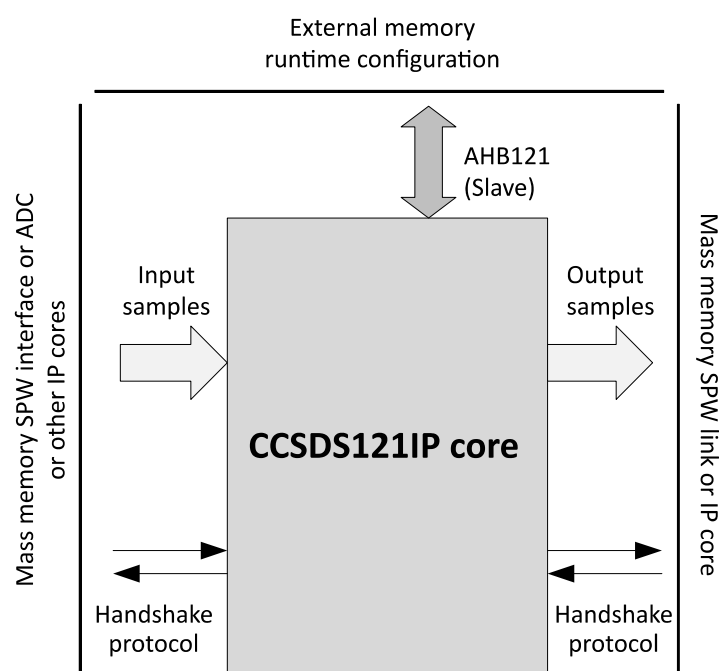 External memory
runtime configuration
AHB121
(Slave)
Mass memory SPW interface or ADC
or other IP cores
Input
samples
Output
samples
Mass memory SPW link or IP core
CCSDS121IP core
Handshake
protocol
Handshake
protocol